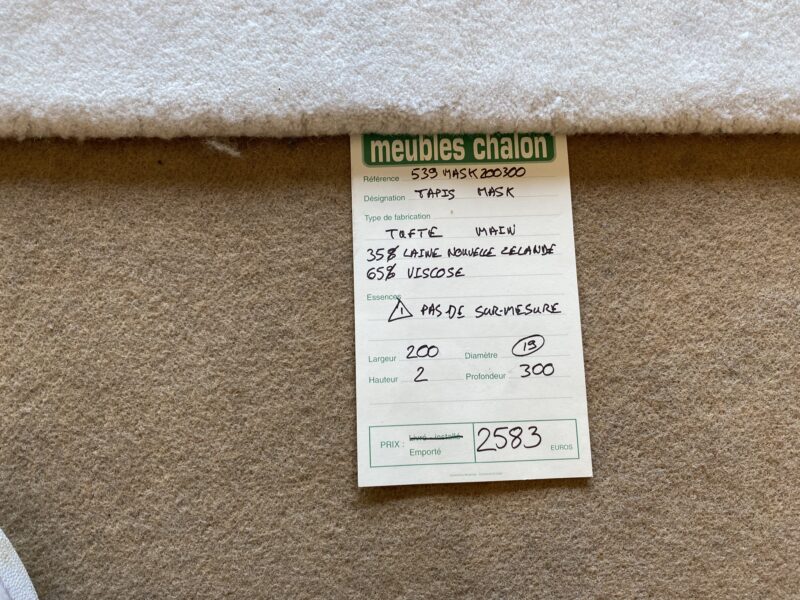 meubles chalon
Référence 539 MASK200300
Désignation TAPIS MASK
Type de fabrication
TUFTE MAIN
35% LAINE NOUVELLE ZELANDE
65% VISCOSE
Essences
! PAS DE SUR-MESURE
Largeur 200 Diamètre 19
Hauteur 2 Profondeur 300
PRIX : Livré - Installé 2583 EUROS
Emporté